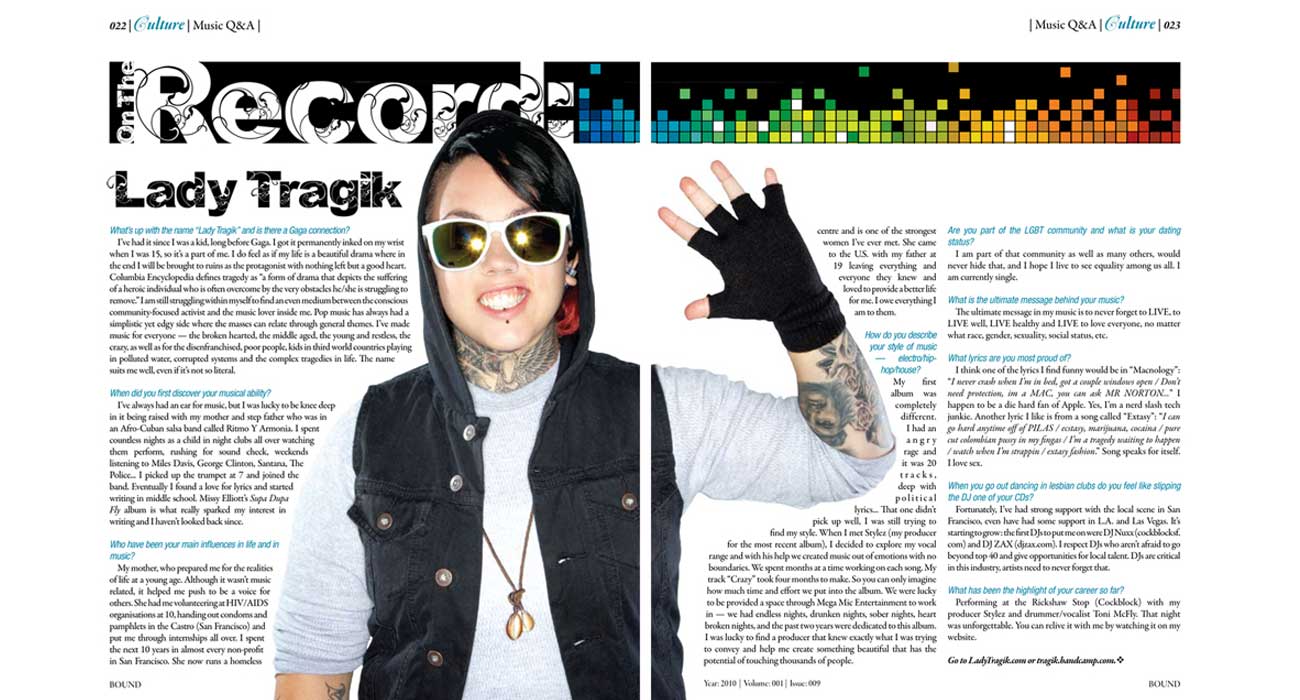 022 | Culture | Music Q&A |
| Music Q&A | Culture | 023
On The Record:
Lady Tragik
What's up with the name "Lady Tragik" and is there a Gaga connection?
I've had it since I was a kid, long before Gaga. I got it permanently inked on my wrist
when I was 15, so it's a part of me. I do feel as if my life is a beautiful drama where in
the end I will be brought to ruins as the protagonist with nothing left but a good heart.
Columbia Encyclopedia defines tragedy as "a form of drama that depicts the suffering
of a heroic individual who is often overcome by the very obstacles he/she is struggling to
remove." I am still struggling within myself to find an even medium between the conscious
community-focused activist and the music lover inside me. Pop music has always had a
simplistic yet edgy side where the masses can relate through general themes. I've made
music for everyone — the broken hearted, the middle aged, the young and restless, the
crazy, as well as for the disenfranchised, poor people, kids in third world countries playing
in polluted water, corrupted systems and the complex tragedies in life. The name
suits me well, even if it's not so literal.
When did you first discover your musical ability?
I've always had an ear for music, but I was lucky to be knee deep
in it being raised with my mother and step father who was in
an Afro-Cuban salsa band called Ritmo Y Armonia. I spent
countless nights as a child in night clubs all over watching
them perform, rushing for sound check, weekends
listening to Miles Davis, George Clinton, Santana, The
Police... I picked up the trumpet at 7 and joined the
band. Eventually I found a love for lyrics and started
writing in middle school. Missy Elliott's Supa Dupa
Fly album is what really sparked my interest in
writing and I haven't looked back since.
Who have been your main influences in life and in
music?
My mother, who prepared me for the realities
of life at a young age. Although it wasn't music
related, it helped me push to be a voice for
others. She had me volunteering at HIV/AIDS
organisations at 10, handing out condoms and
pamphlets in the Castro (San Francisco) and
put me through internships all over. I spent
the next 10 years in almost every non-profit
in San Francisco. She now runs a homeless
centre and is one of the strongest
women I've ever met. She came
to the U.S. with my father at
19 leaving everything and
everyone they knew and
loved to provide a better life
for me. I owe everything I
am to them.
How do you describe
your style of music
— electro/hip-
hop/house?
My first
album was
completely
different.
I had an
angry
rage and
it was 20
tracks,
deep with
political
lyrics... That one didn't
pick up well, I was still trying to
find my style. When I met Stylez (my producer
for the most recent album), I decided to explore my vocal
range and with his help we created music out of emotions with no
boundaries. We spent months at a time working on each song. My
track "Crazy" took four months to make. So you can only imagine
how much time and effort we put into the album. We were lucky
to be provided a space through Mega Mic Entertainment to work
in — we had endless nights, drunken nights, sober nights, heart
broken nights, and the past two years were dedicated to this album.
I was lucky to find a producer that knew exactly what I was trying
to convey and help me create something beautiful that has the
potential of touching thousands of people.
Are you part of the LGBT community and what is your dating
status?
I am part of that community as well as many others, would
never hide that, and I hope I live to see equality among us all. I
am currently single.
What is the ultimate message behind your music?
The ultimate message in my music is to never forget to LIVE, to
LIVE well, LIVE healthy and LIVE to love everyone, no matter
what race, gender, sexuality, social status, etc.
What lyrics are you most proud of?
I think one of the lyrics I find funny would be in "Macnology":
"I never crash when I'm in bed, got a couple windows open / Don't
need protection, im a MAC, you can ask MR NORTON..." I
happen to be a die hard fan of Apple. Yes, I'm a nerd slash tech
junkie. Another lyric I like is from a song called "Extasy": "I can
go hard anytime off of PILAS / ecstasy, marijuana, cocaina / pure
cut colombian pussy in my fingas / I'm a tragedy waiting to happen
/ watch when I'm strappin / extasy fashion." Song speaks for itself.
I love sex.
When you go out dancing in lesbian clubs do you feel like slipping
the DJ one of your CDs?
Fortunately, I've had strong support with the local scene in San
Francisco, even have had some support in L.A. and Las Vegas. It's
starting to grow: the first DJs to put me on were DJ Nuxx (cockblocksf.
com) and DJ ZAX (djzax.com). I respect DJs who aren't afraid to go
beyond top 40 and give opportunities for local talent. DJs are critical
in this industry, artists need to never forget that.
What has been the highlight of your career so far?
Performing at the Rickshaw Stop (Cockblock) with my
producer Stylez and drummer/vocalist Toni McFly. That night
was unforgettable. You can relive it with me by watching it on my
website.
Go to LadyTragik.com or tragik.bandcamp.com.
BOUND
Year: 2010 | Volume: 001 | Issue: 009
BOUND